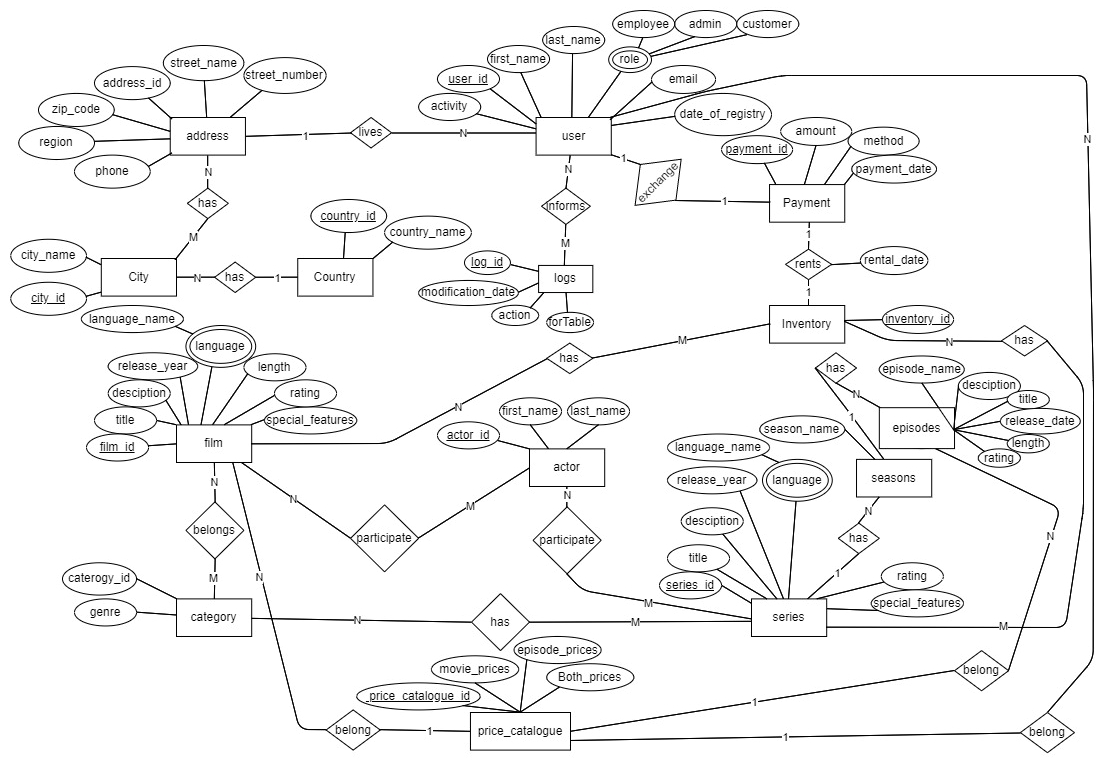 employee
admin
customer
last_name
role
street_name
first_name
street_number
address_id
user_id
email
zip_code
activity
date_of_registry
region
address
1
lives
N
user
amount
method
payment_id
N
phone
1
payment_date
N
N
exchange
has
informs
1
Payment
country_id
M
country_name
M
1
city_name
log_id
rentals_date
rents
City
N
has
1
Country
logs
modification_date
1
city_id
action
forTable
language_name
Inventory
inventory_id
language
M
N
has
release_year
length
has
has
episode_name
desciption
rating
N
desciption
title
title
special_features
N
first_name
last_name
1
release_date
film_id
film
actor_id
season_name
episodes
length
language_name
rating
actor
seasons
release_year
language
N
N
N
M
N
desciption
belongs
participate
participate
has
N
title
1
M
N
caterogy_id
series_id
rating
M
special_features
genre
category
N
has
M
series
M
episode_prices
movie_prices
belong
Both_prices
price_catalogue_id
1
belong
1
price_catalogue
1
belong